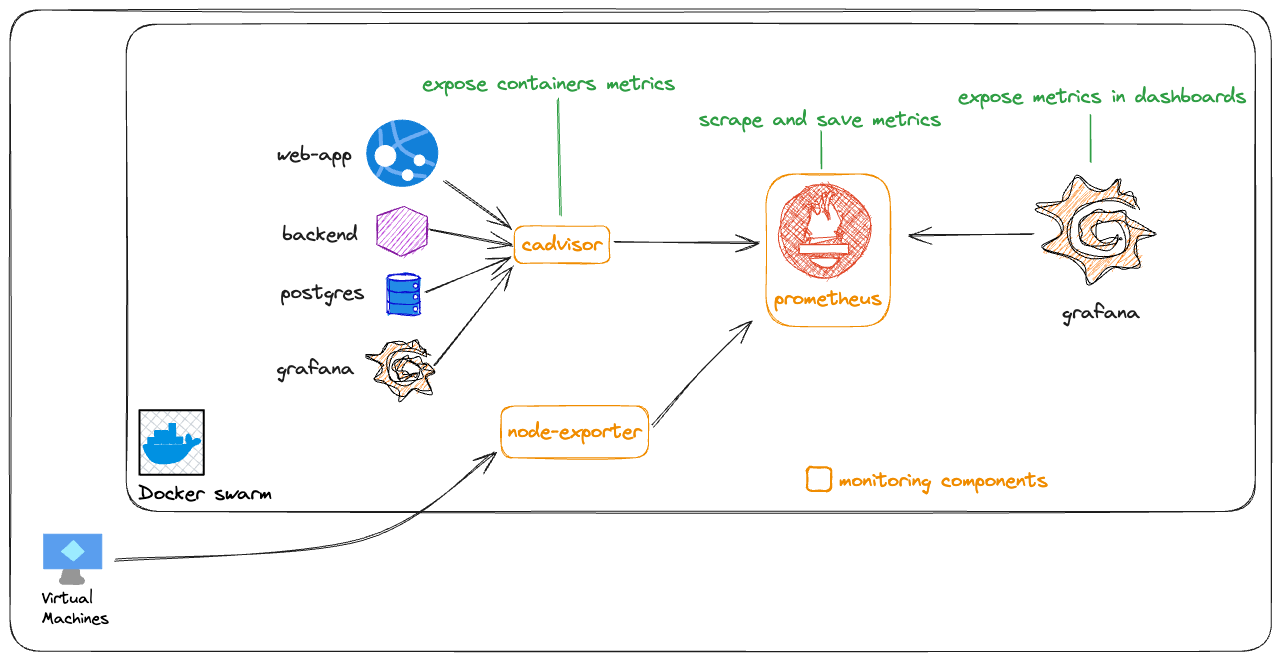 expose containers metrics
expose metrics in dashboards
scrape and save metrics
web-app
backend
cadvisor
postgres
prometheus
grafana
grafana
node-exporter
monitoring components
Docker swarm
Virtual
Machines